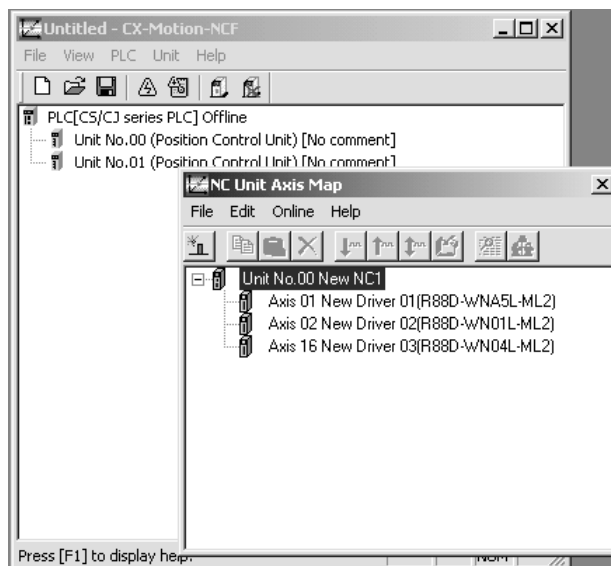 Untitled - CX-Motion-NCF
File View PLC Unit Help
PLC[CS/CJ series PLC] Offline
Unit No.00 (Position Control Unit) [No comment]
Unit No.01 (Position Control Unit) [No comment]
NC Unit Axis Map
File Edit Online Help
Unit No.00 New NC1
Axis 01 New Driver 01(R88D-WNA5L-ML2)
Axis 02 New Driver 02(R88D-WN01L-ML2)
Axis 16 New Driver 03(R88D-WN04L-ML2)
Press [F1] to display help.
NUM